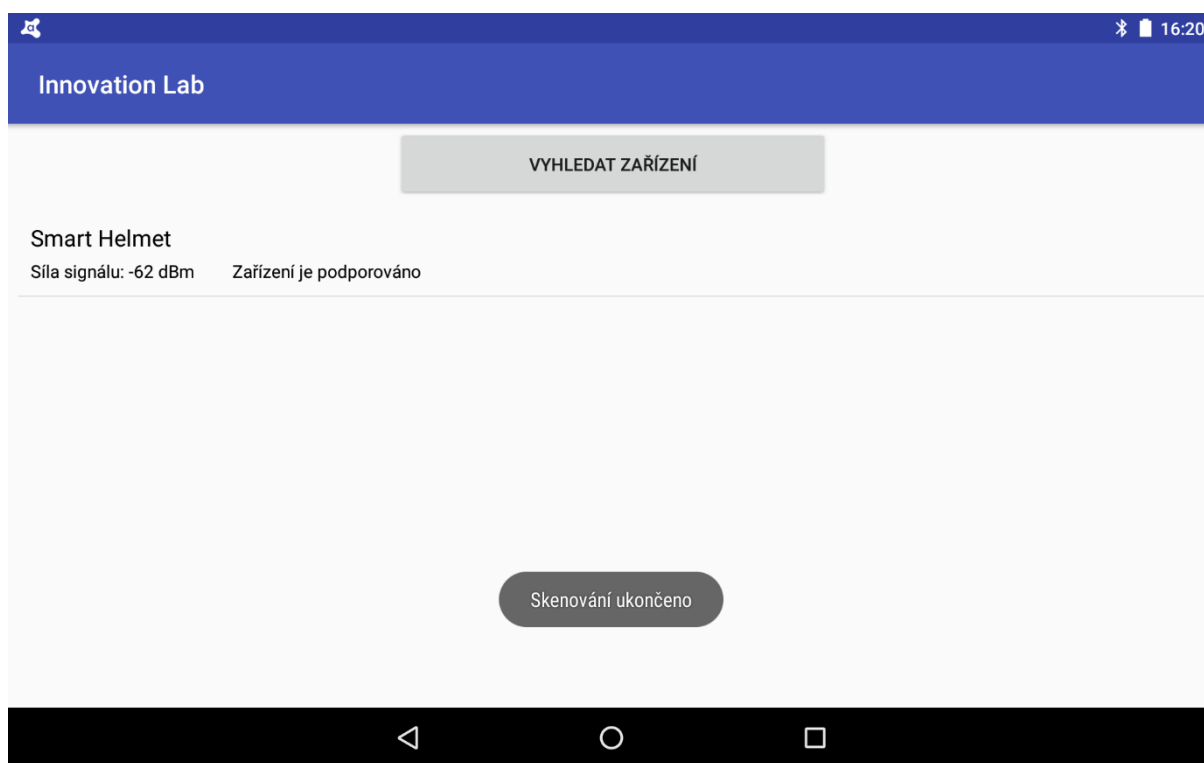 16:20
Innovation Lab
VYHLEDAT ZAŘÍZENÍ
Smart Helmet
Síla signálu: -62 dBm Zařízení je podporováno
Skenování ukončeno